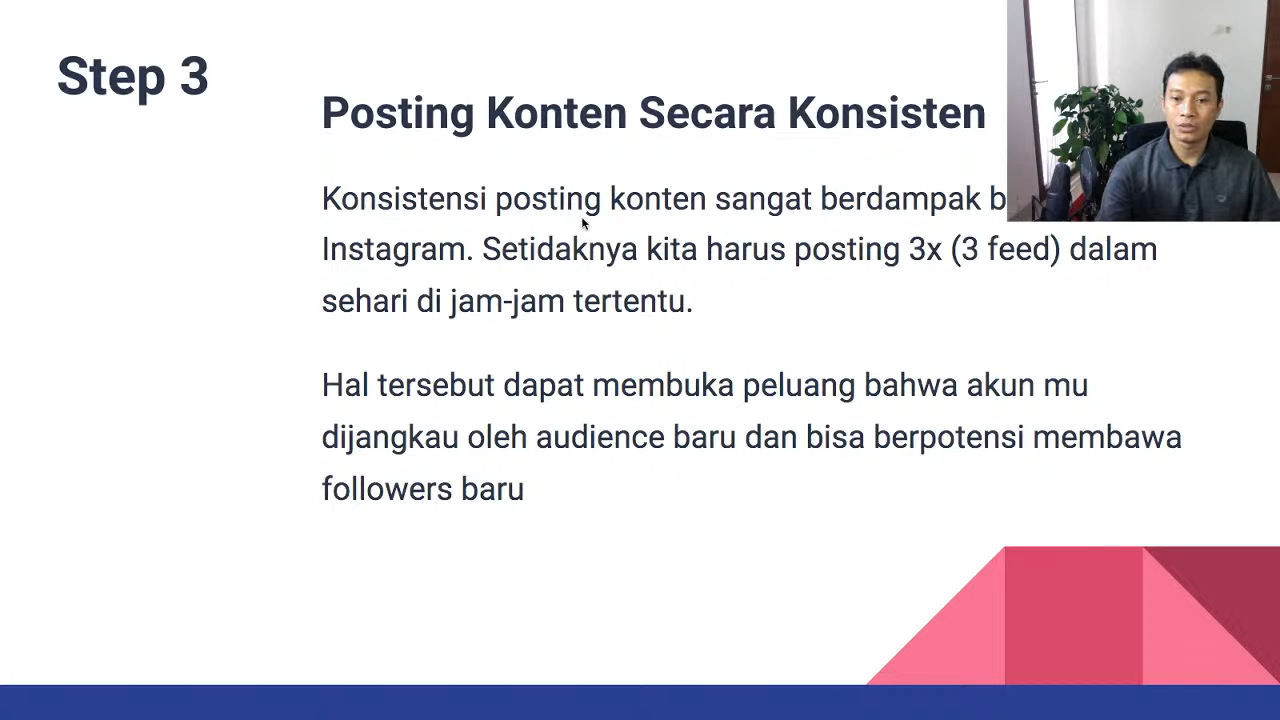 Step 3
Posting Konten Secara Konsisten
Konsistensi posting konten sangat berdampak
Instagram. Setidaknya kita harus posting 3x (3 feed) dalam
sehari di jam-jam tertentu.
Hal tersebut dapat membuka peluang bahwa akun mu
dijangkau oleh audience baru dan bisa berpotensi membawa
followers baru